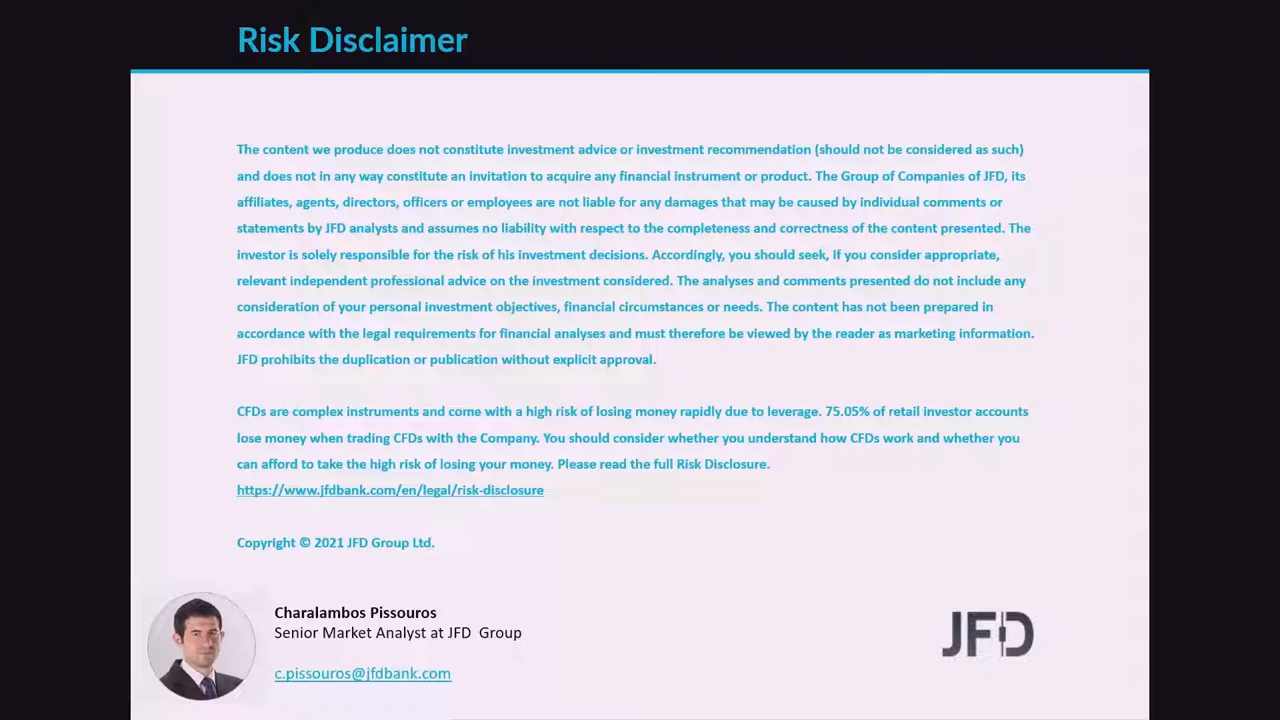 Risk Disclaimer
The content we produce does not constitute investment advice or investment recommendation (should not be considered as such)
and does not in any way constitute an invitation to acquire any financial instrument or product. The Group of Companies of JFD, its
affiliates, agents, directors, officers or employees are not liable for any damages that may be caused by individual comments or
statements by JFD analysts and assumes no liability with respect to the completeness and correctness of the content presented. The
investor is solely responsible for the risk of his investment decisions. Accordingly, you should seek, if you consider appropriate,
relevant independent professional advice on the investment considered. The analyses and comments presented do not include any
consideration of your personal investment objectives, financial circumstances or needs. The content has not been prepared in
accordance with the legal requirements for financial analyses and must therefore be viewed by the reader as marketing information.
JFD prohibits the duplication or publication without explicit approval.
CFDs are complex instruments and come with a high risk of losing money rapidly due to leverage. 75.05% of retail investor accounts
lose money when trading CFDs with the Company. You should consider whether you understand how CFDs work and whether you
can afford to take the high risk of losing your money. Please read the full Risk Disclosure.
https://www.jfdbank.com/en/legal/risk-disclosure
Copyright © 2021 JFD Group Ltd.
Charalambos Pissouros
Senior Market Analyst at JFD Group
c.pissouros@jfdbank.com
JFD